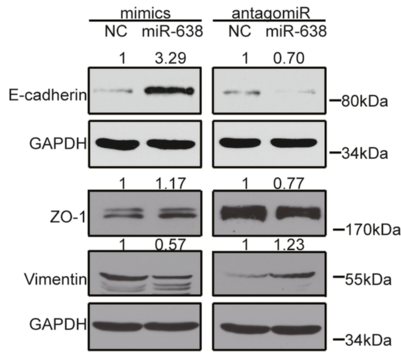 mimics antagomiR
NC miR-638 NC miR-638
1 3.29 1 0.70
E-cadherin
80kDa
GAPDH
34kDa
1 1.17 1 0.77
ZO-1
170kDa
1 0.57 1 1.23
Vimentin
55kDa
GAPDH
34kDa